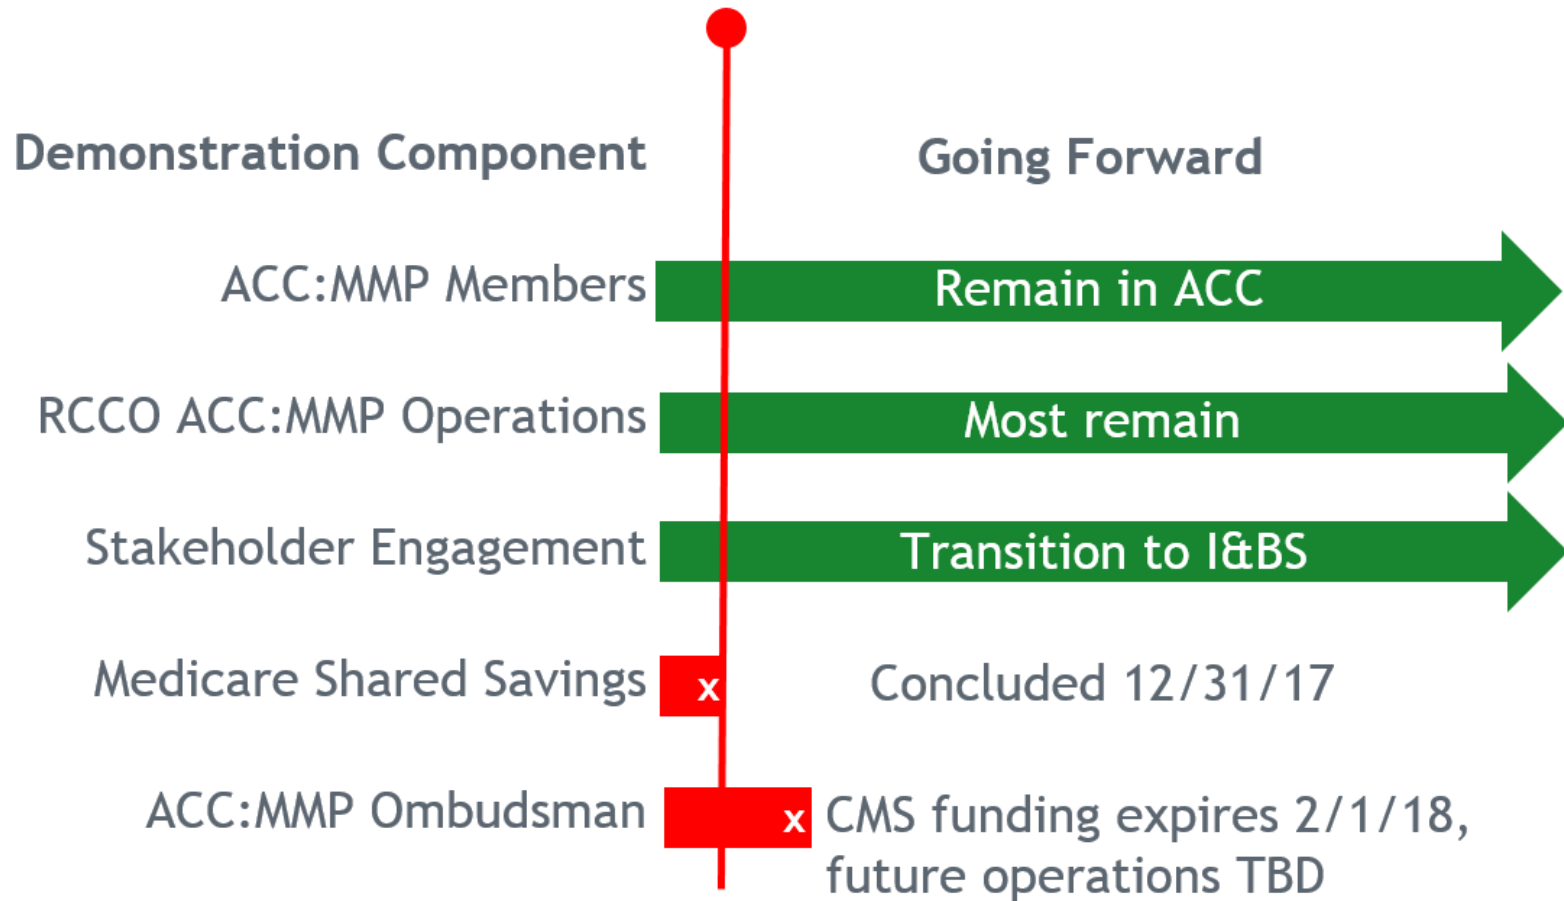 Demonstration Component
Going Forward
ACC:MMP Members
Remain in ACC
RCCO ACC:MMP Operations
Most remain
Stakeholder Engagement
Transition to I&BS
Medicare Shared Savings
x
Concluded 12/31/17
ACC:MMP Ombudsman
x
CMS funding expires 2/1/18,
future operations TBD